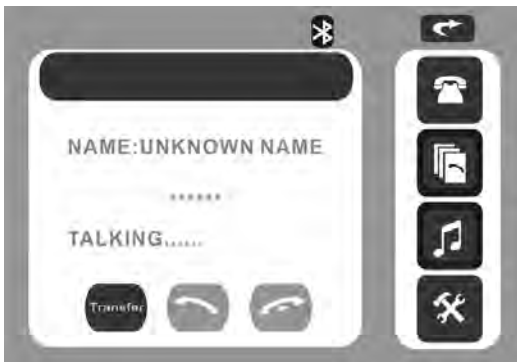 NAME:UNKNOWN NAME
******
TALKING......
Transfer